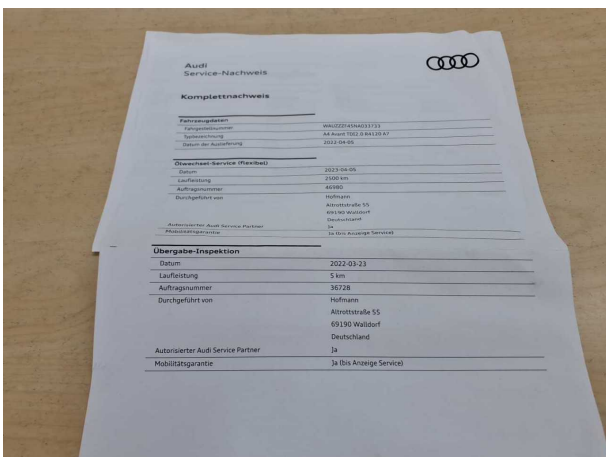 Audi
Service-Nachweis
Komplettnachweis
Fahrzeugdaten
Fahrgestellnummer WAUZZZF45NA033733
Typbezeichnung A4 Avant TDI2.0 R4120 A7
Datum der Auslieferung 2022-04-05
Ölwechsel-Service (flexibel)
Datum 2023-04-05
Laufleistung 2500 km
Auftragsnummer 46980
Durchgeführt von Hofmann
Altrottstraße 55
69190 Walldorf
Deutschland
Autorisierter Audi Service Partner Ja
Mobilitätsgarantie Ja (bis Anzeige Service)
Übergabe-Inspektion
Datum 2022-03-23
Laufleistung 5 km
Auftragsnummer 36728
Durchgeführt von Hofmann
Altrottstraße 55
69190 Walldorf
Deutschland
Autorisierter Audi Service Partner Ja
Mobilitätsgarantie Ja (bis Anzeige Service)